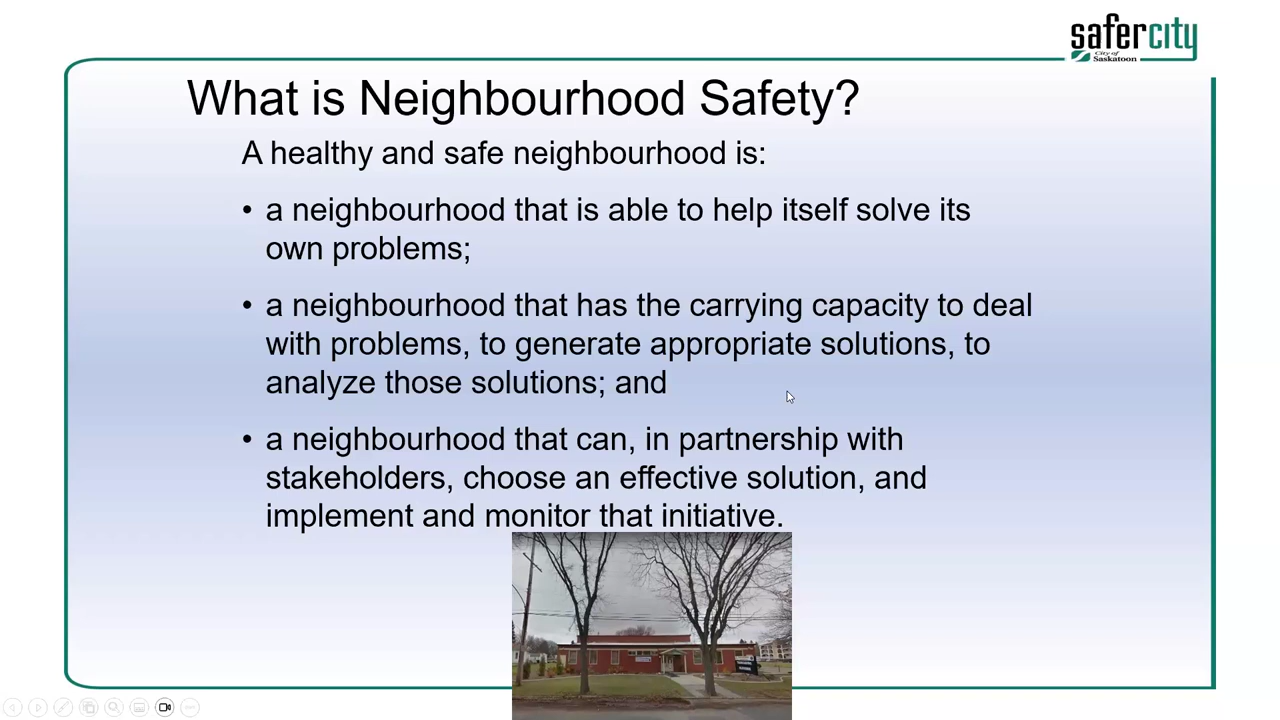 safercity
City of
Saskatoon
What is Neighbourhood Safety?
A healthy and safe neighbourhood is:
• a neighbourhood that is able to help itself solve its
own problems;
• a neighbourhood that has the carrying capacity to deal
with problems, to generate appropriate solutions, to
analyze those solutions; and
• a neighbourhood that can, in partnership with
stakeholders, choose an effective solution, and
implement and monitor that initiative.